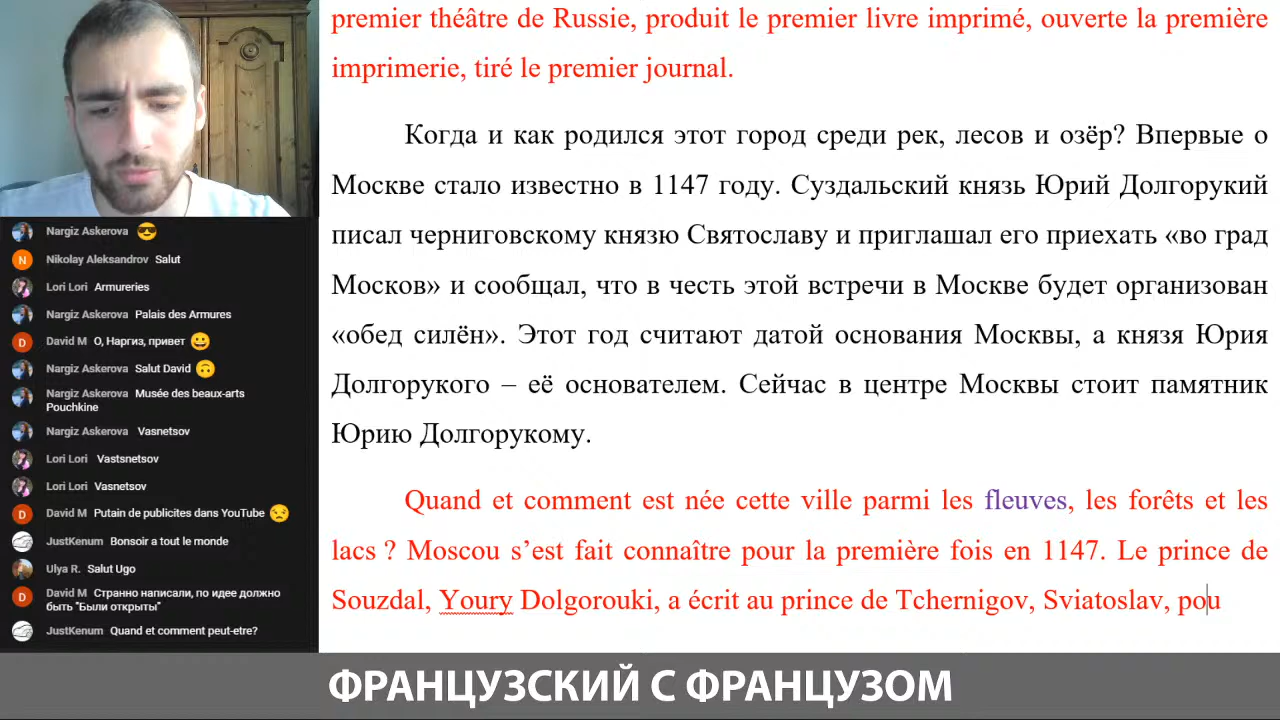 premier théâtre de Russie, produit le premier livre imprimé, ouverte la première
imprimerie, tiré le premier journal.
Когда и как родился этот город среди рек, лесов и озёр? Впервые о
Москве стало известно в 1147 году. Суздальский князь Юрий Долгорукий
писал черниговскому князю Святославу и приглашал его приехать «во град
Москов» и сообщал, что в честь этой встречи в Москве будет организован
«обед силён». Этот год считают датой основания Москвы, а князя Юрия
Долгорукого – её основателем. Сейчас в центре Москвы стоит памятник
Юрию Долгорукому.
Quand et comment est née cette ville parmi les fleuves, les forêts et les
lacs ? Moscou s’est fait connaître pour la première fois en 1147. Le prince de
Souzdal, Youry Dolgorouki, a écrit au prince de Tchernigov, Sviatoslav, pou
Nargiz Askerova 😎
N Nikolay Aleksandrov Salut
Lori Lori Armureries
Nargiz Askerova Palais des Armures
D David M О, Наргиз, привет 😀
Nargiz Askerova Salut David 🙃
Nargiz Askerova Musée des beaux-arts
Pouchkine
Nargiz Askerova Vasnetsov
Lori Lori Vastsnetsov
Lori Lori Vasnetsov
D David M Putain de publicites dans YouTube 😒
JustKenum Bonsoir a tout le monde
Ulya R. Salut Ugo
D David M Странно написали, по идее должно
быть "Были открыты"
JustKenum Quand et comment peut-etre?
ФРАНЦУЗСКИЙ С ФРАНЦУЗОМ